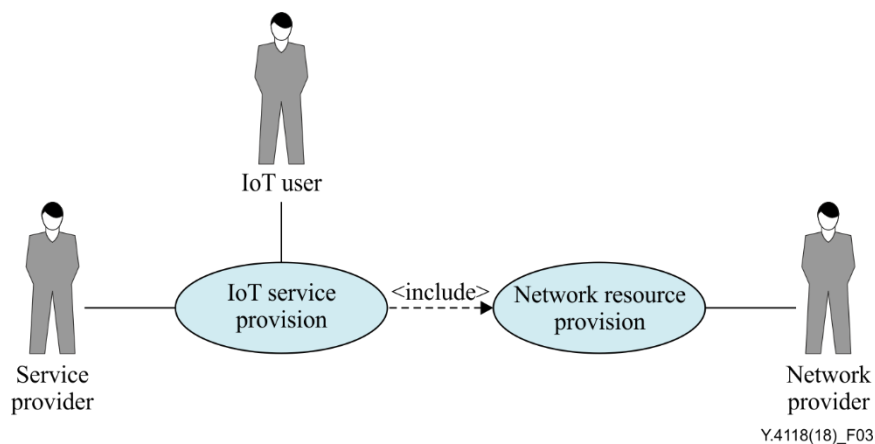 IoT user
IoT service
provision
<include>
Network resource
provision
Service
provider
Network
provider
Y.4118(18)_F03